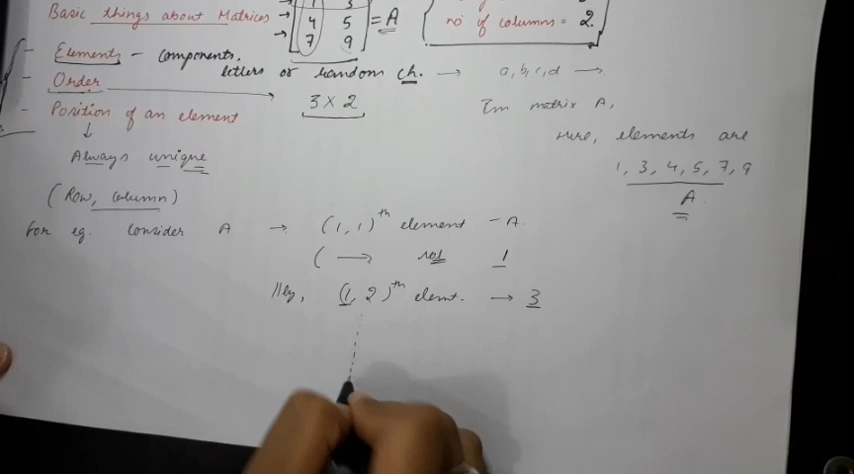 Basic things about Matrices → 4 5 = A
→ 7 9
no of columns = 2.
- Elements - components,
letters or random ch. → a, b, c, d →
- Order → 3 × 2
- Position of an element
In matrix A,
Here, elements are
1, 3, 4, 5, 7, 9
A.
↓
Always unique
(Row, column)
For eg. Consider A → (1, 1)th element - A.
( → 1
lly, (1, 2)th elemt. → 3